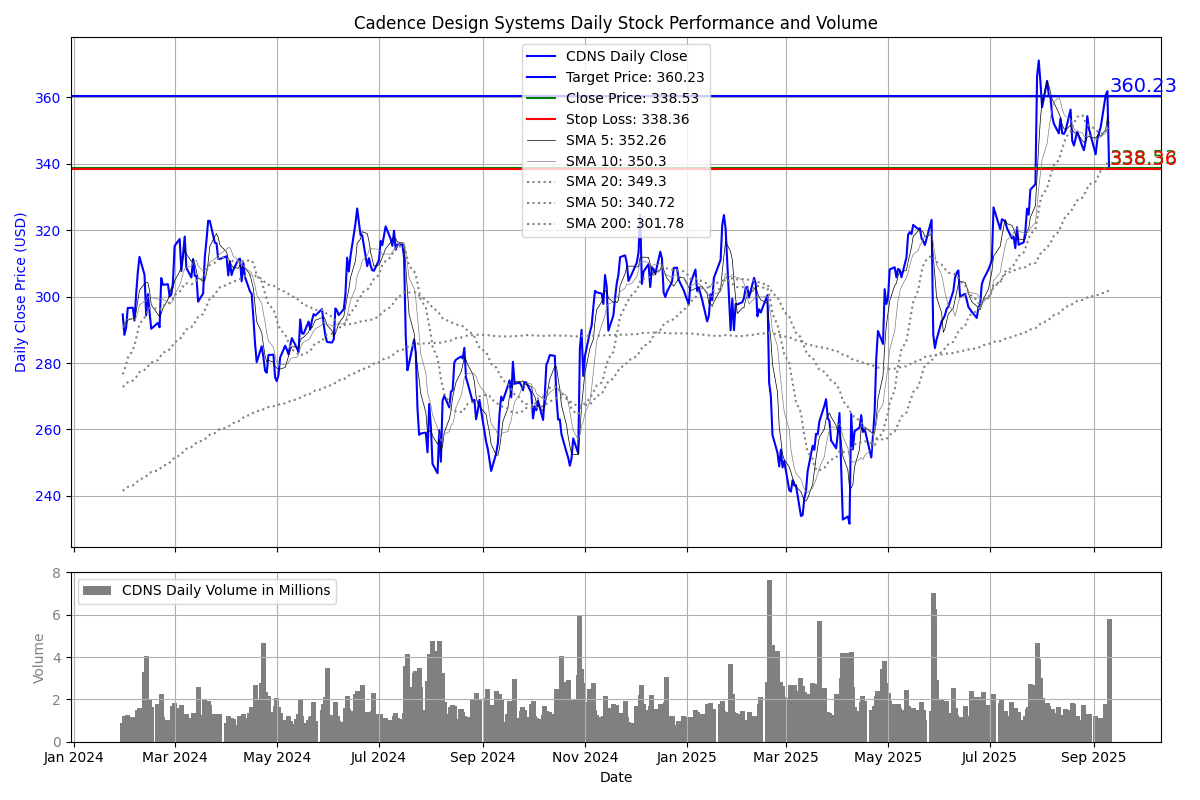 Cadence Design Systems Daily Stock Performance and Volume
CDNS Daily Close
Target Price: 360.23
Close Price: 338.53
Stop Loss: 338.36
SMA 5: 352.26
SMA 10: 350.3
SMA 20: 349.3
SMA 50: 340.72
SMA 200: 301.78
360.23
338.53
338.36
Daily Close Price (USD)
360
340
320
300
280
260
240
CDNS Daily Volume in Millions
Volume
8
6
4
2
0
Jan 2024
Mar 2024
May 2024
Jul 2024
Sep 2024
Nov 2024
Jan 2025
Mar 2025
May 2025
Jul 2025
Sep 2025
Date